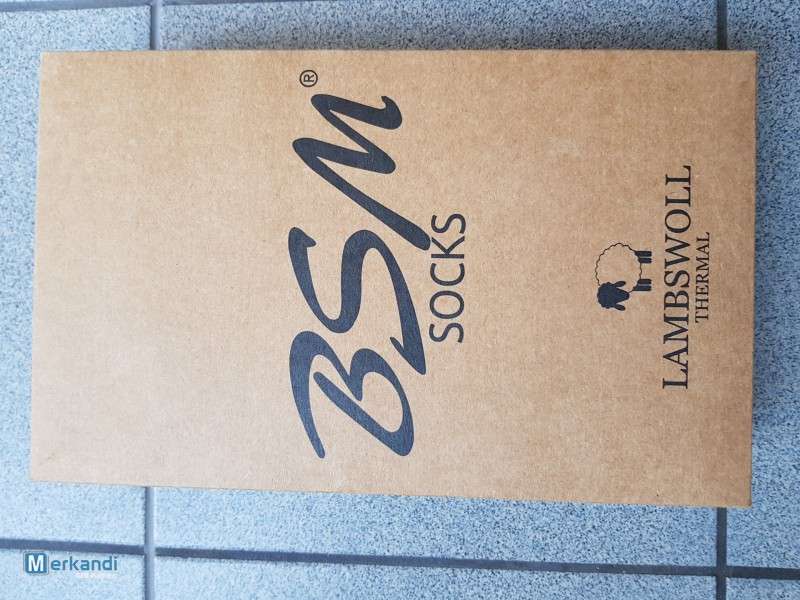 BSM®
SOCKS
LAMBSWOLL
THERMAL
Merkandi